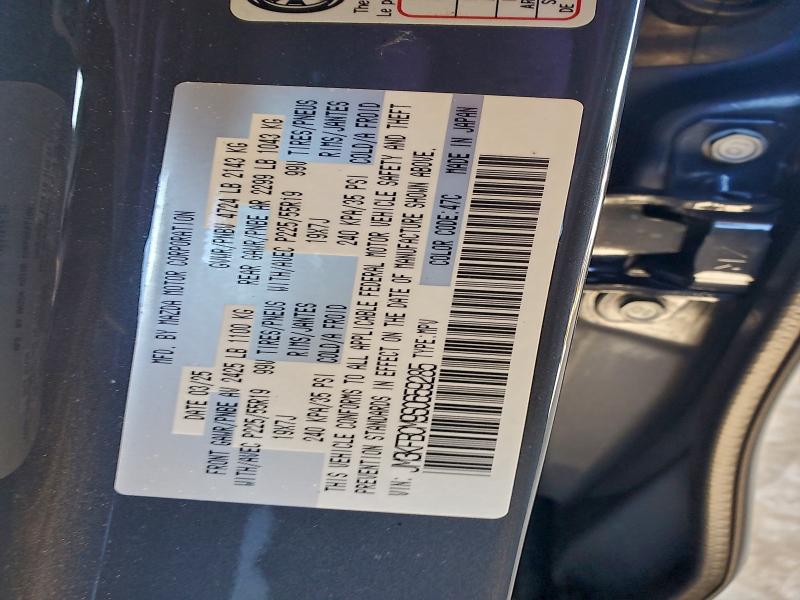 The
Le p
MFD. BY MAZDA MOTOR CORPORATION
DATE 03/25 GVWR/PNBV 4724 LB 2143 KG
FRONT GAWR/PNBE AV 2425 LB 1100 KG REAR GAWR/PNBE AR 2299 LB 1043 KG
WITH/AVEC P225/55R19 99V TIRES/PNEUS WITH/AVEC P225/55R19 99V TIRES/PNEUS
19X7J RIMS/JANTES 19X7J RIMS/JANTES
240 KPA/35 PSI COLD/A FROID 240 KPA/35 PSI COLD/A FROID
THIS VEHICLE CONFORMS TO ALL APPLICABLE FEDERAL MOTOR VEHICLE SAFETY AND THEFT
PREVENTION STANDARDS IN EFFECT ON THE DATE OF MANUFACTURE SHOWN ABOVE.
VIN: TYPE:MPV COLOR CODE:47C MADE IN JAPAN